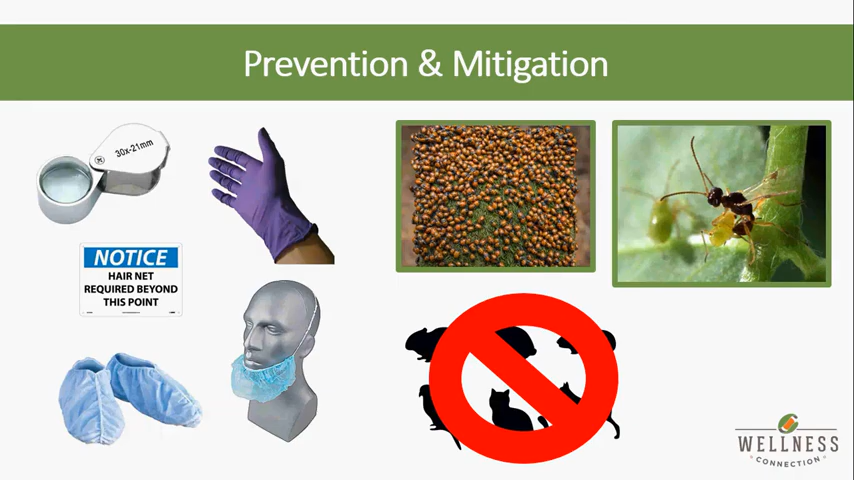 Prevention & Mitigation
30x-21mm
NOTICE
HAIR NET
REQUIRED BEYOND
THIS POINT
WELLNESS
CONNECTION